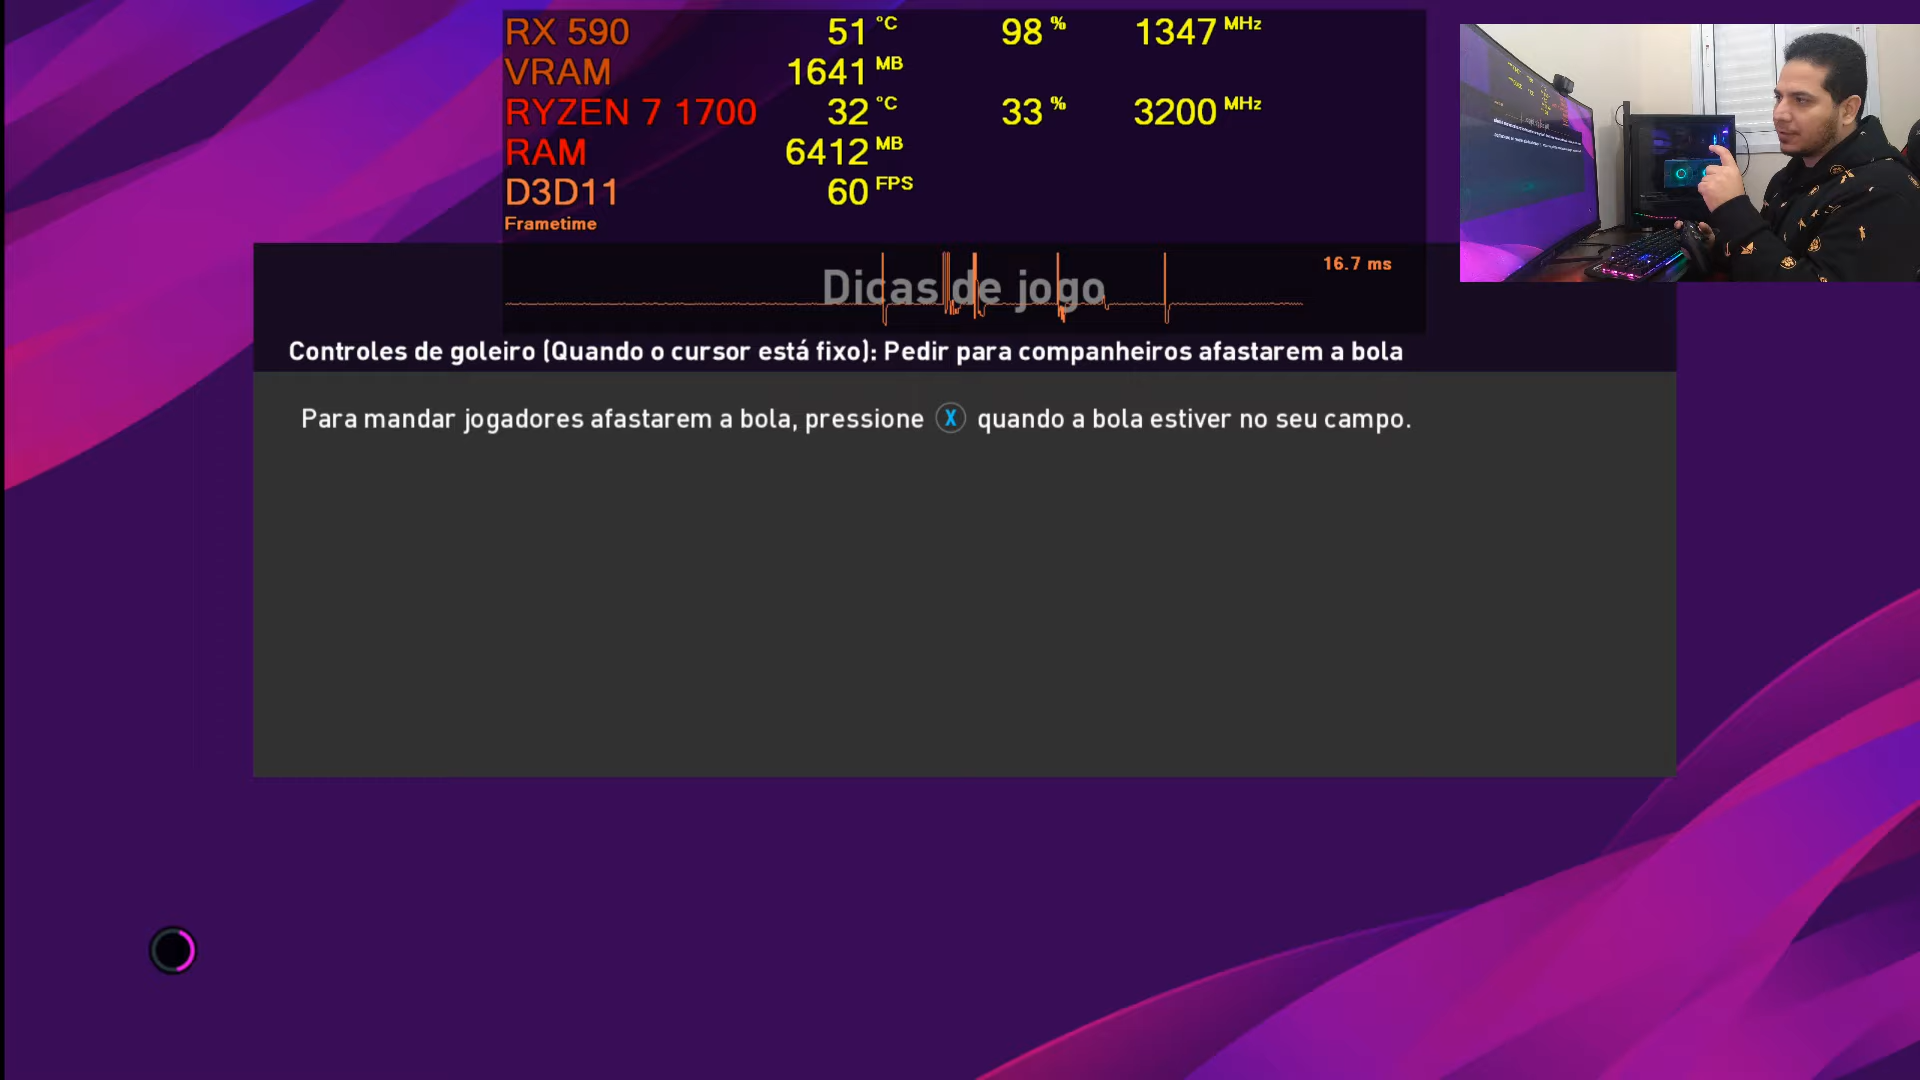 RX 590 51 °C 98 % 1347 MHz
VRAM 1641 MB
RYZEN 7 1700 32 °C 33 % 3200 MHz
RAM 6412 MB
D3D11 60 FPS
Frametime
16.7 ms
Dicas de jogo
Controles de goleiro (Quando o cursor está fixo): Pedir para companheiros afastarem a bola
Para mandar jogadores afastarem a bola, pressione X quando a bola estiver no seu campo.